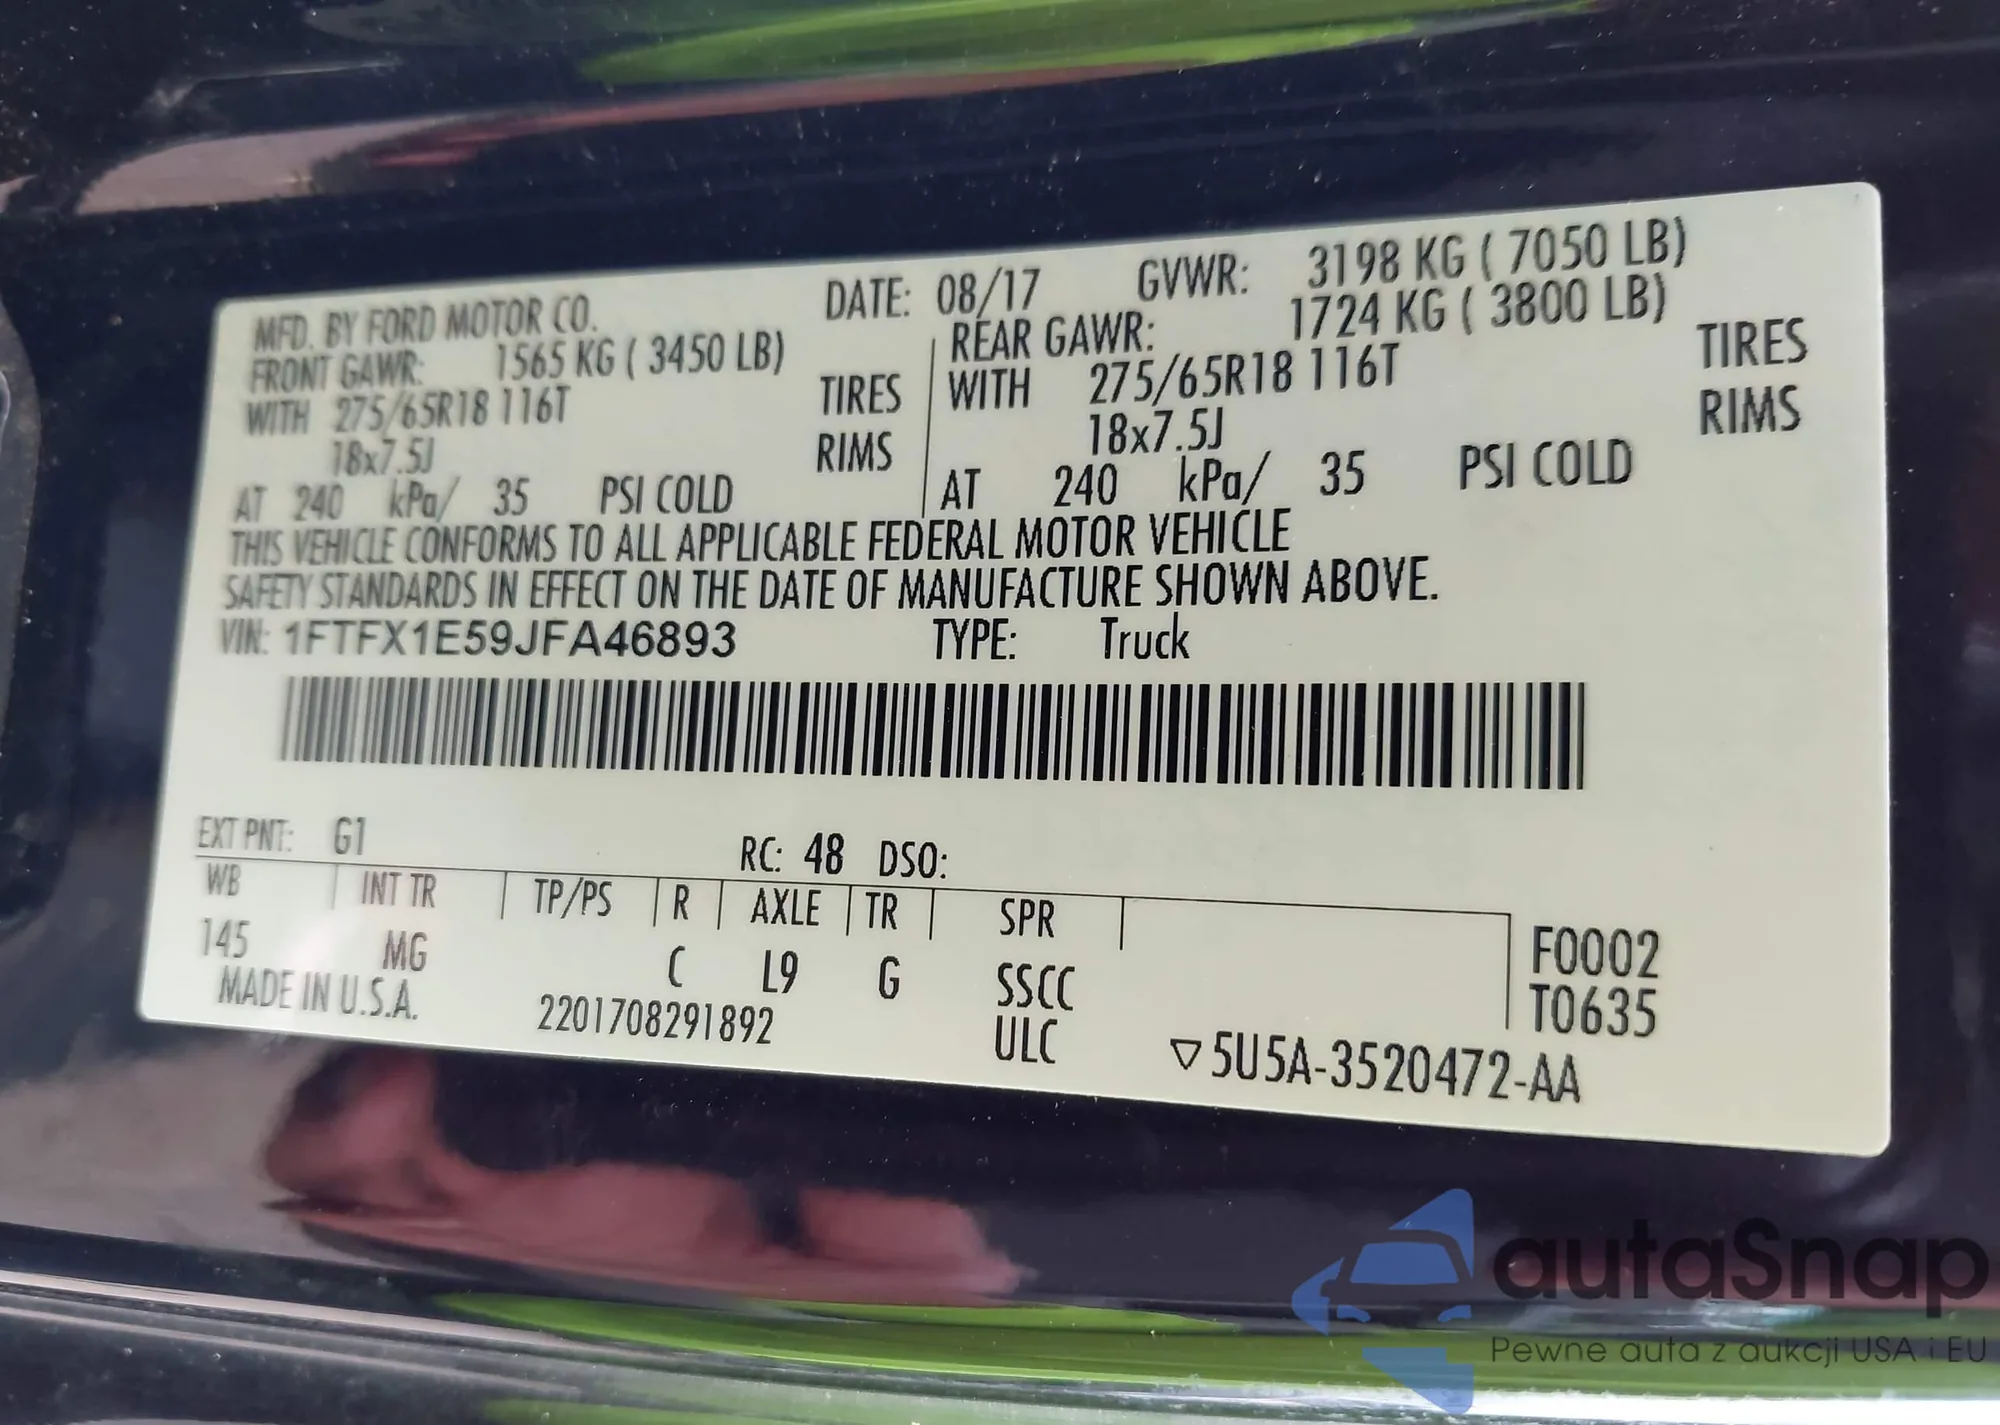 MFD. BY FORD MOTOR CO. DATE: 08/17 GVWR: 3198 KG ( 7050 LB)
FRONT GAWR: 1565 KG ( 3450 LB) REAR GAWR: 1724 KG ( 3800 LB)
WITH 275/65R18 116T TIRES WITH 275/65R18 116T TIRES
18x7.5J RIMS 18x7.5J RIMS
AT 240 kPa/ 35 PSI COLD AT 240 kPa/ 35 PSI COLD
THIS VEHICLE CONFORMS TO ALL APPLICABLE FEDERAL MOTOR VEHICLE
SAFETY STANDARDS IN EFFECT ON THE DATE OF MANUFACTURE SHOWN ABOVE.
VIN: 1FTFX1E59JFA46893 TYPE: Truck
EXT PNT: G1 RC: 48 DSO:
WB INT TR TP/PS R AXLE TR SPR F0002
145 MG C L9 G SSCC T0635
MADE IN U.S.A. 2201708291892 ULC ▽5U5A-3520472-AA
autaSnap
Pewne auta z aukcji USA i EU